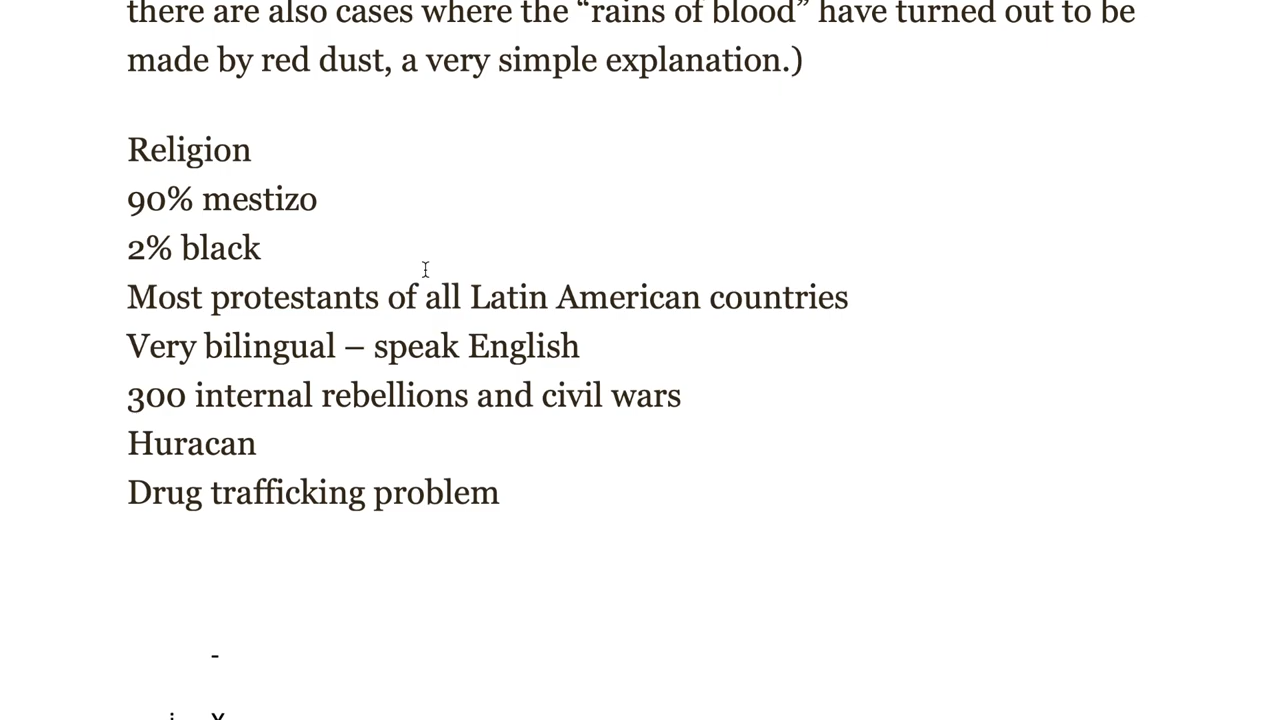 there are also cases where the “rains of blood” have turned out to be
made by red dust, a very simple explanation.)
Religion
90% mestizo
2% black
Most protestants of all Latin American countries
Very bilingual – speak English
300 internal rebellions and civil wars
Huracan
Drug trafficking problem
-